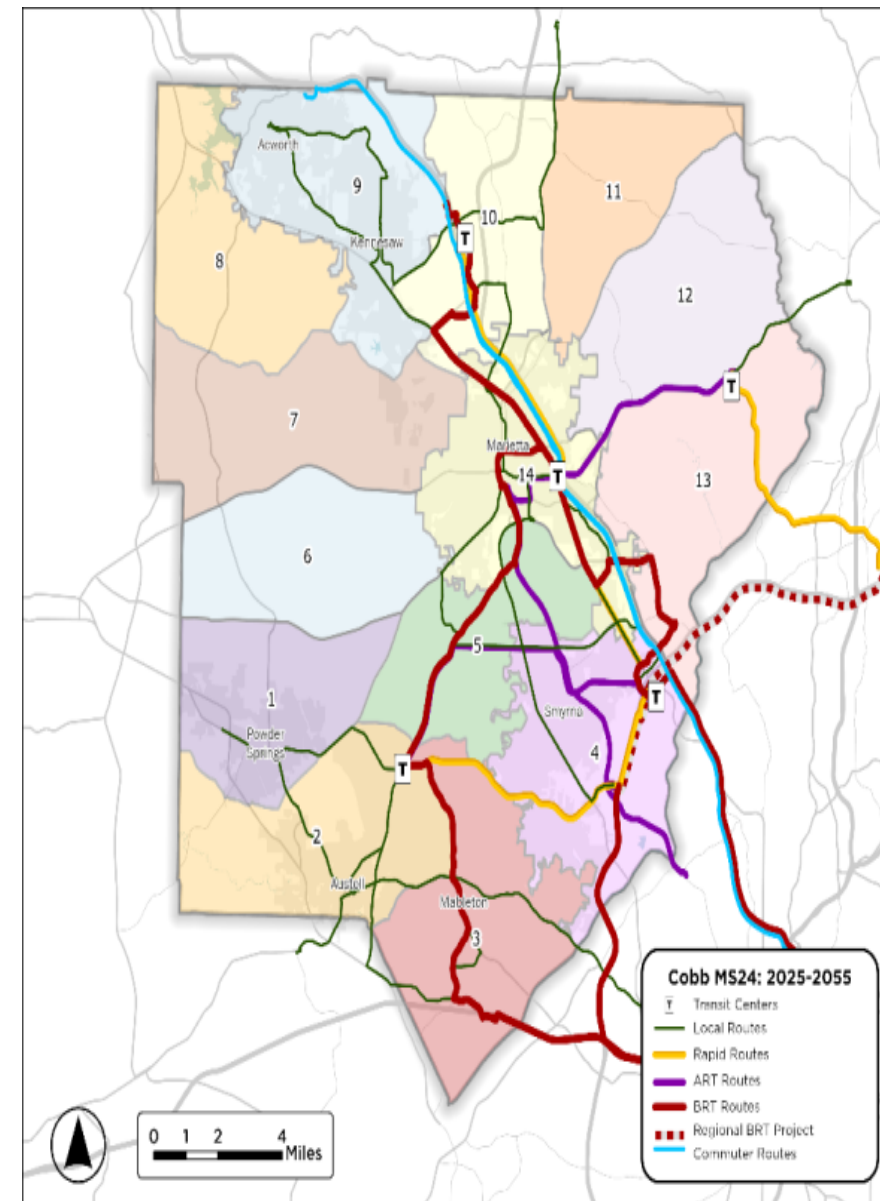 Acworth
9
10
11
Kennesaw
T
8
12
T
7
Marietta
14
T
13
6
5
1
Smyrna
T
Powder
Springs
4
T
2
Austell
Mableton
3
Cobb MS24: 2025-2055
T Transit Centers
Local Routes
Rapid Routes
ART Routes
BRT Routes
Regional BRT Project
Commuter Routes
0 1 2 4
Miles